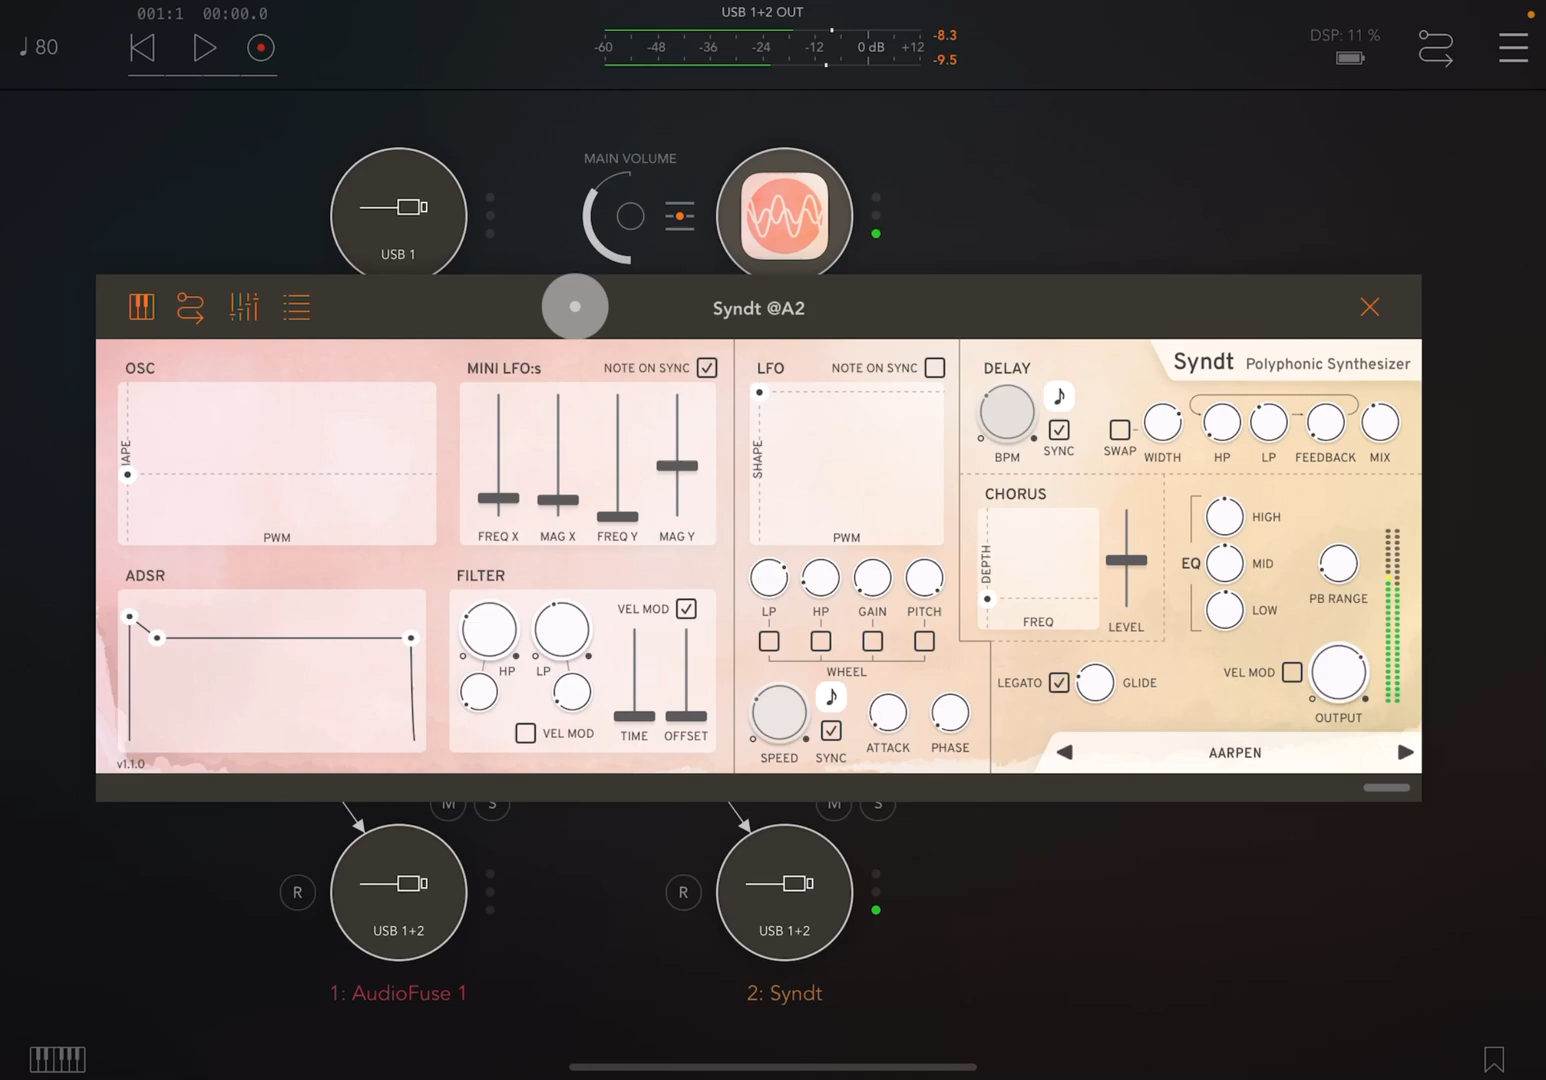 001:1 00:00.0
USB 1+2 OUT
80
-60 -48 -36 -24 -12 0 dB +12
-8.3
-9.5
DSP: 11 %
MAIN VOLUME
USB 1
Syndt @A2
OSC
MINI LFO:s
NOTE ON SYNC
LFO
NOTE ON SYNC
DELAY
Syndt Polyphonic Synthesizer
PWM
FREQ X MAG X FREQ Y MAG Y
SHAPE
PWM
BPM
SYNC
SWAP WIDTH HP LP FEEDBACK MIX
CHORUS
DEPTH
FREQ
LEVEL
HIGH
EQ MID
LOW
PB RANGE
ADSR
FILTER
VEL MOD
HP LP
VEL MOD
TIME OFFSET
LP HP GAIN PITCH
WHEEL
SPEED SYNC ATTACK PHASE
LEGATO GLIDE
VEL MOD
OUTPUT
v1.1.0
AARPEN
M S M S
R USB 1+2
R USB 1+2
1: AudioFuse 1
2: Syndt